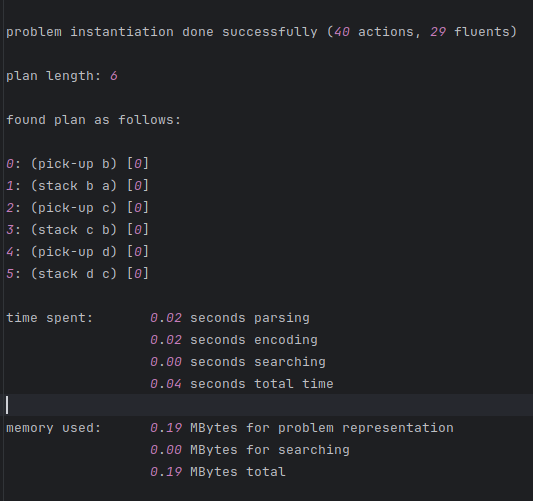 problem instantiation done successfully (40 actions, 29 fluents)
plan length: 6
found plan as follows:
0: (pick-up b) [0]
1: (stack b a) [0]
2: (pick-up c) [0]
3: (stack c b) [0]
4: (pick-up d) [0]
5: (stack d c) [0]
time spent: 0.02 seconds parsing
0.02 seconds encoding
0.00 seconds searching
0.04 seconds total time
memory used: 0.19 MBytes for problem representation
0.00 MBytes for searching
0.19 MBytes total